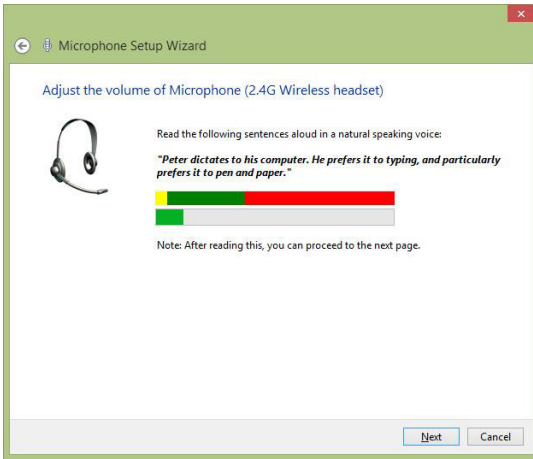 Microphone Setup Wizard
Adjust the volume of Microphone (2.4G Wireless headset)
Read the following sentences aloud in a natural speaking voice:
"Peter dictates to his computer. He prefers it to typing, and particularly
prefers it to pen and paper."
Note: After reading this, you can proceed to the next page.
Next
Cancel